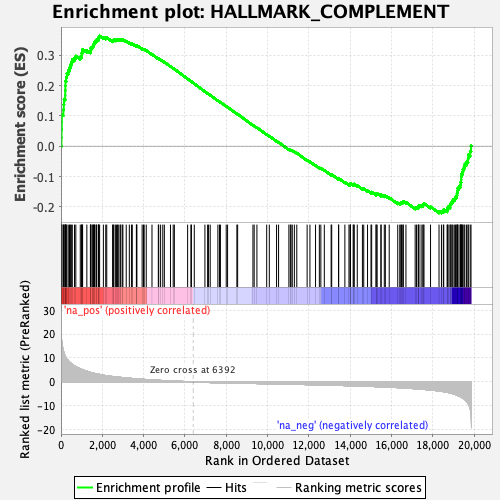 Enrichment plot: HALLMARK_COMPLEMENT
Enrichment score (ES)
0.3
0.2
0.1
0.0
-0.1
-0.2
'na_pos' (positively correlated)
Ranked list metric (PreRanked)
30
20
10
0
-10
-20
Zero cross at 6392
'na_neg' (negatively correlated)
0
2,000
4,000
6,000
8,000
10,000
12,000
14,000
16,000
18,000
20,000
Rank in Ordered Dataset
Enrichment profile
Hits
Ranking metric scores